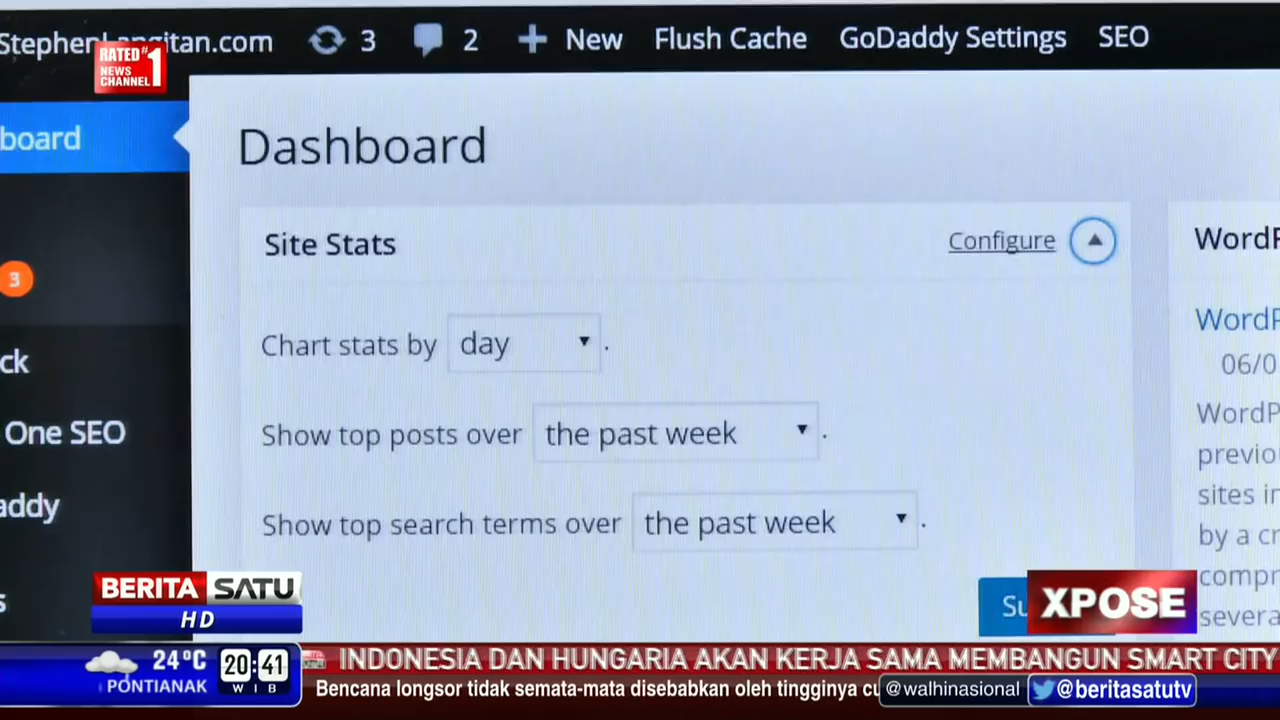 StephenLangitan.com 3 2 New Flush Cache GoDaddy Settings SEO
RATED #1
NEWS
CHANNEL
board
Dashboard
Site Stats Configure
WordP
3
Chart stats by day .
WordP
06/0
ck
Show top posts over the past week .
WordP
One SEO
previo
addy
sites in
Show top search terms over the past week .
by a cr
compr
s
Su
severa
BERITA SATU
HD
XPOSE
24°C
PONTIANAK
20:41
WIB
INDONESIA DAN HUNGARIA AKAN KERJA SAMA MEMBANGUN SMART CITY
Bencana longsor tidak semata-mata disebabkan oleh tingginya cu
@walhinasional
@beritasatutv